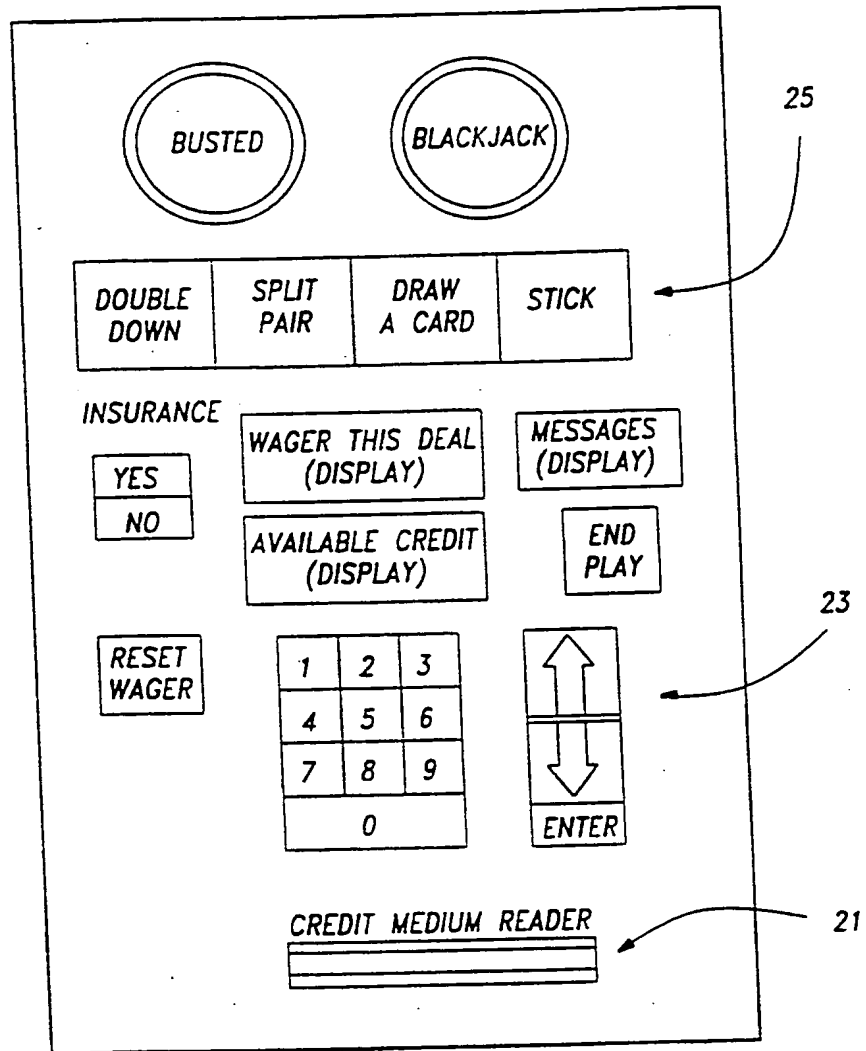 BUSTED
BLACKJACK
25
DOUBLE
DOWN
SPLIT
PAIR
DRAW
A CARD
STICK
INSURANCE
YES
NO
WAGER THIS DEAL
(DISPLAY)
MESSAGES
(DISPLAY)
AVAILABLE CREDIT
(DISPLAY)
END
PLAY
23
RESET
WAGER
1 2 3
4 5 6
7 8 9
0
ENTER
CREDIT MEDIUM READER
21